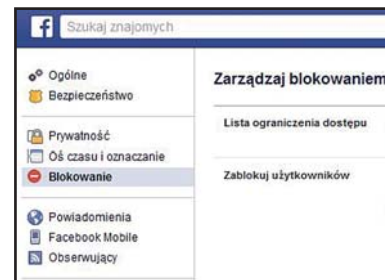 f Szukaj znajomych
Ogólne
Bezpieczeństwo
Prywatność
Oś czasu i oznaczanie
Blokowanie
Powiadomienia
Facebook Mobile
Obserwujący
Zarządzaj blokowaniem
Lista ograniczenia dostępu
Zablokuj użytkowników